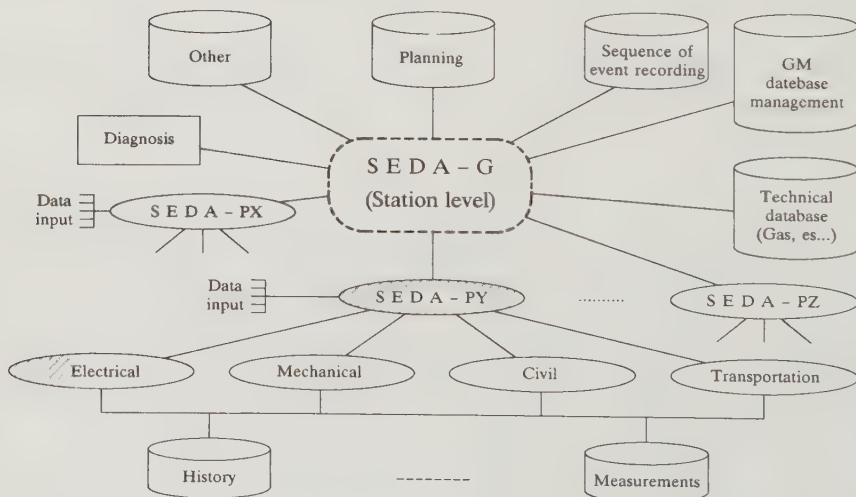 Other
Planning
Sequence of
event recording
GM
datebase
management
Diagnosis
SEDA-G
(Station level)
Data
input
SEDA-PX
Technical
database
(Gas, es...)
Data
input
SEDA-PY
..........
SEDA-PZ
Electrical
Mechanical
Civil
Transportation
History
Measurements